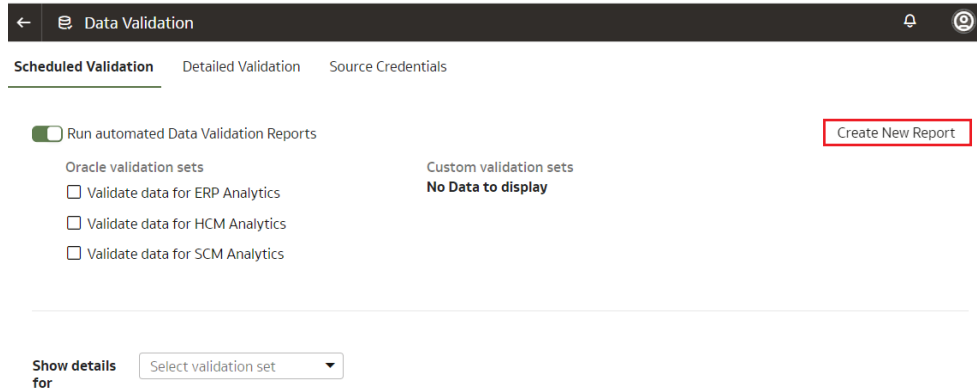 Data Validation
Scheduled Validation Detailed Validation Source Credentials
Run automated Data Validation Reports Create New Report
Oracle validation sets Custom validation sets
Validate data for ERP Analytics No Data to display
Validate data for HCM Analytics
Validate data for SCM Analytics
Show details Select validation set
for